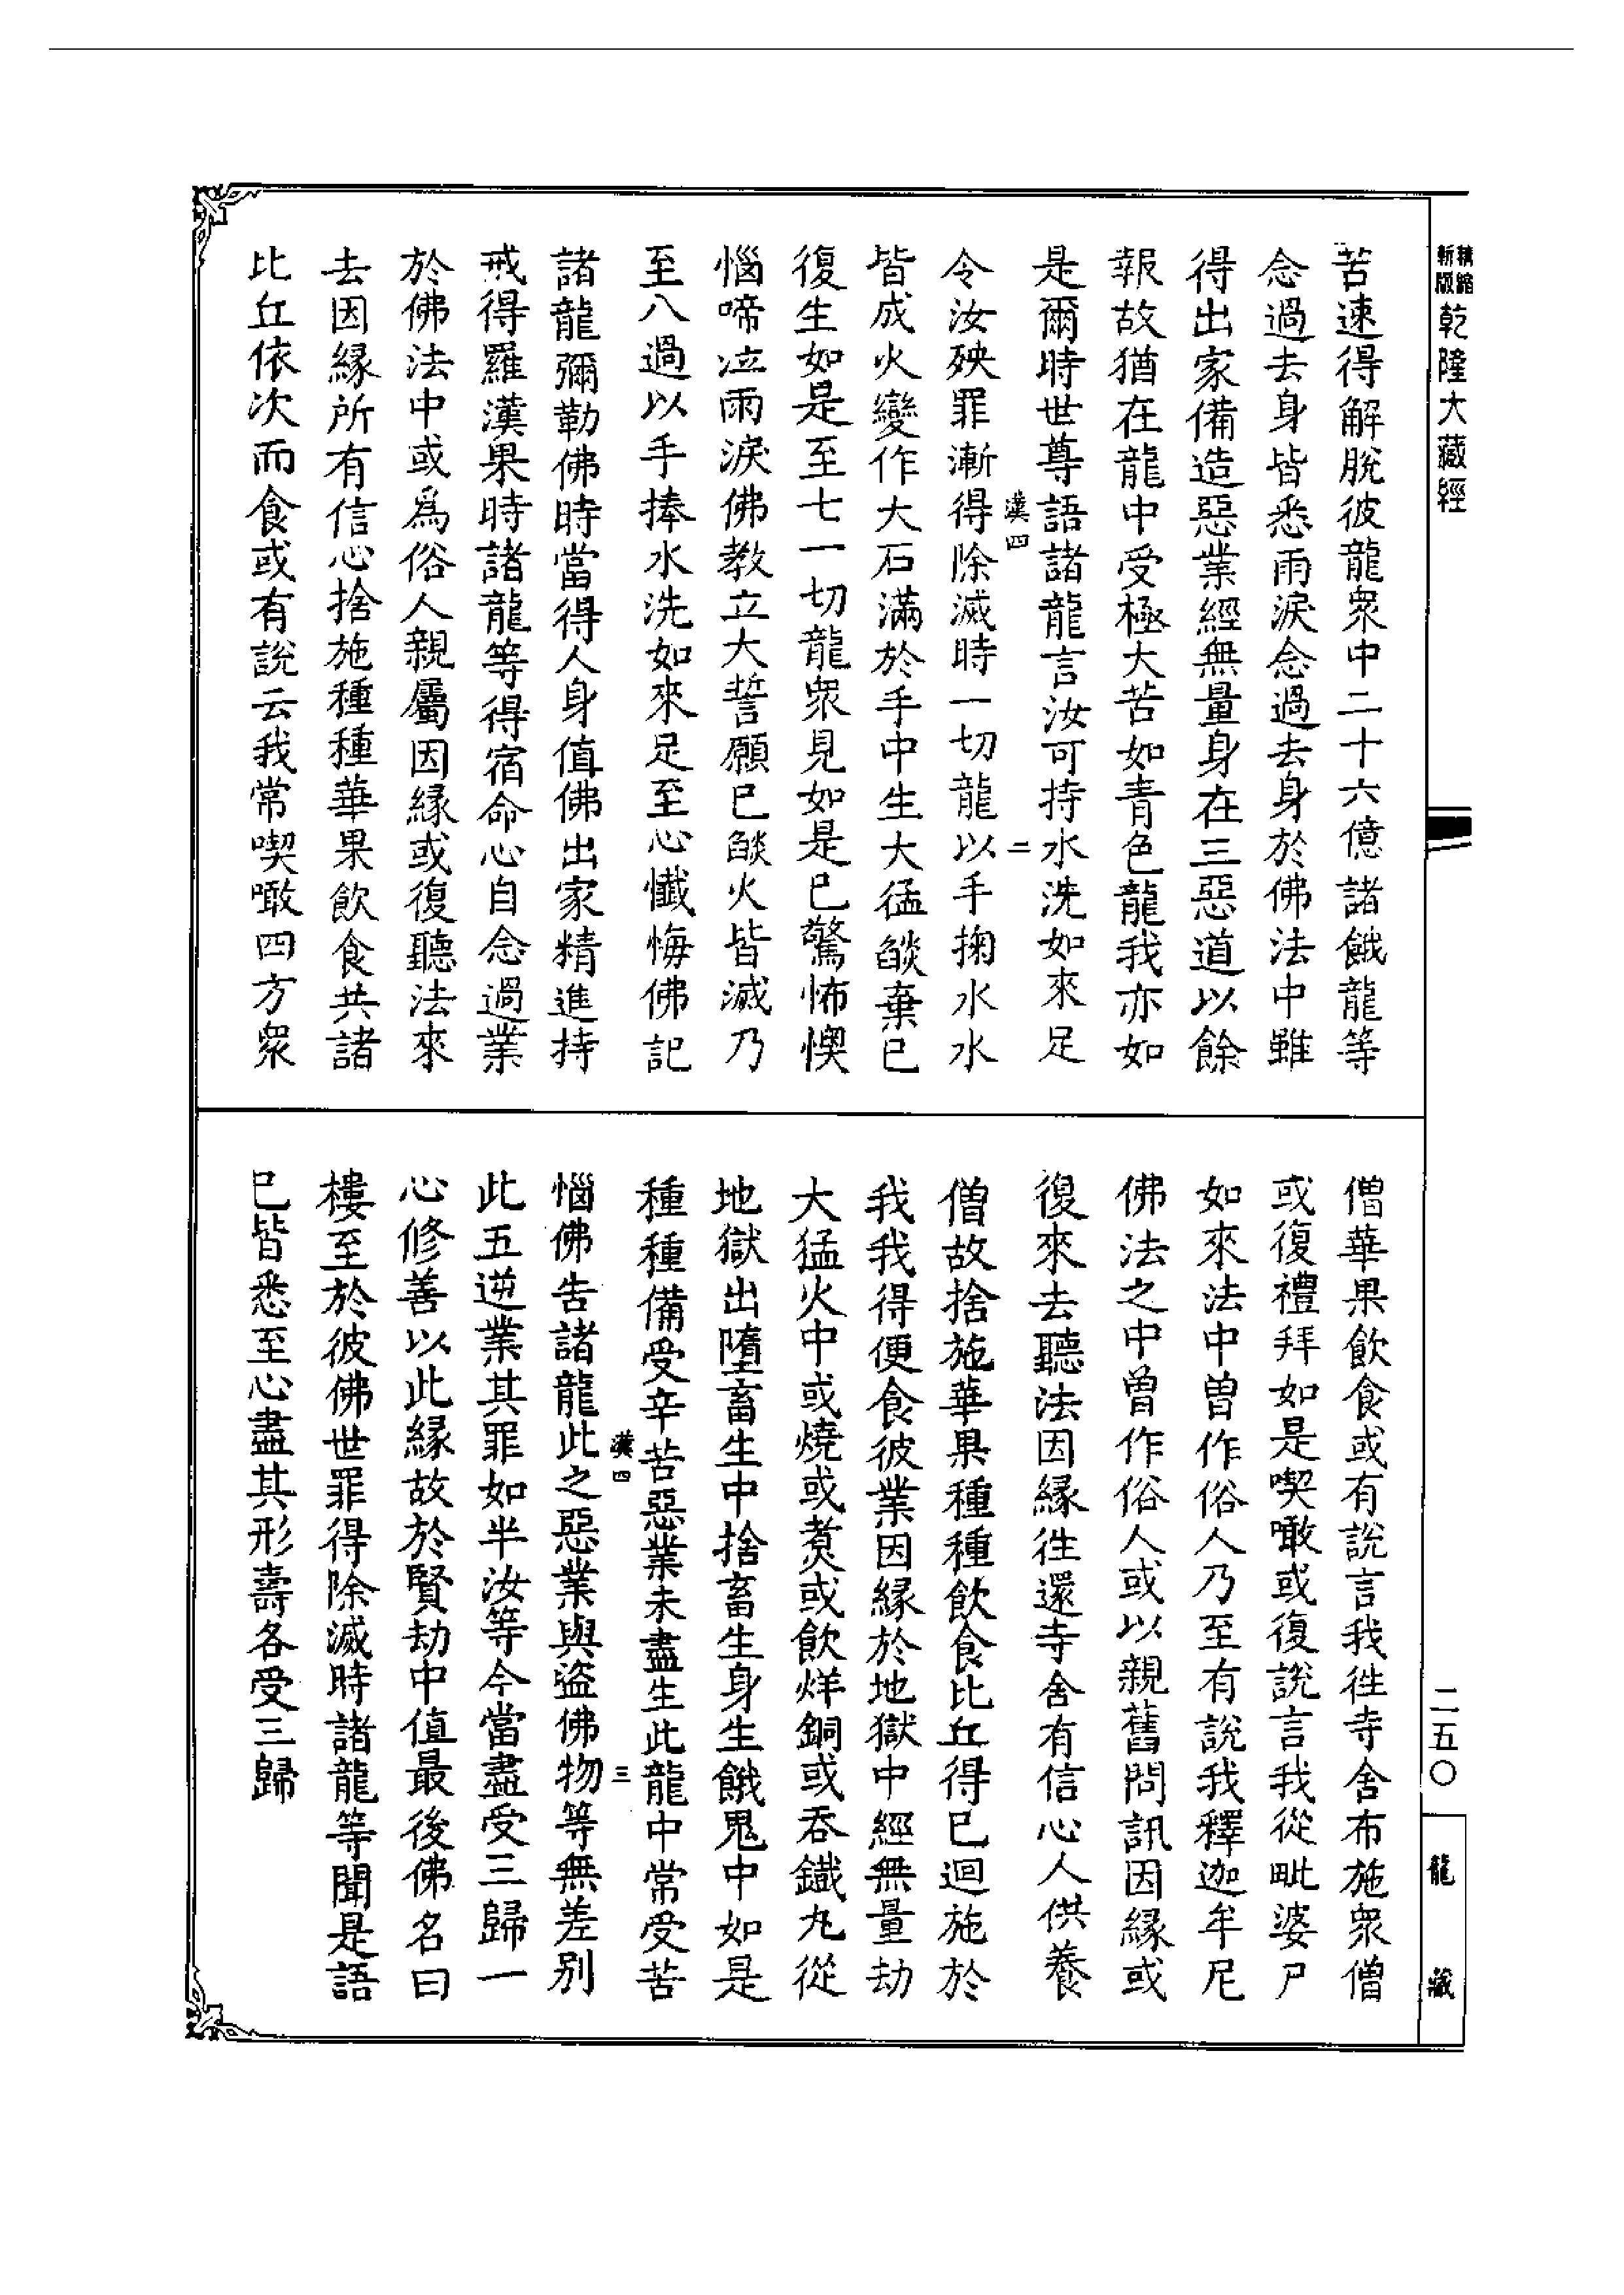 新版精縮乾隆大藏經
苦速得解脫彼龍衆中二十六億諸餓龍等
念過去身皆悉雨淚念過去身於佛法中雖
得出家備造惡業經無量身在三惡道以餘
報故猶在龍中受極大苦如青色龍我亦如
是爾時世尊語諸龍言汝可持水洗如來足
漢四 二
令汝殃罪漸得除滅時一切龍以手掬水水
皆成火變作大石滿於手中生大猛燄棄已
復生如是至七一切龍衆見如是已驚怖懊
惱啼泣雨淚佛教立大誓願已燄火皆滅乃
至八過以手捧水洗如來足至心懺悔佛記
諸龍彌勒佛時當得人身值佛出家精進持
戒得羅漢果時諸龍等得宿命心自念過業
於佛法中或爲俗人親屬因緣或復聽法來
去因緣所有信心捨施種種華果飲食共諸
比丘依次而食或有說云我常喫噉四方衆
僧華果飲食或有說言我往寺舍布施衆僧
或復禮拜如是喫噉或復說言我從毗婆尸
如來法中曾作俗人乃至有說我釋迦牟尼
佛法之中曾作俗人或以親舊問訊因緣或
復來去聽法因緣往還寺舍有信心人供養
僧故捨施華果種種飲食比丘得已迴施於
我我得便食彼業因緣於地獄中經無量劫
大猛火中或燒或煑或飲烊銅或吞鐵丸從
地獄出墮畜生中捨畜生身生餓鬼中如是
種種備受辛苦惡業未盡生此龍中常受苦
漢四 三
惱佛告諸龍此之惡業與盜佛物等無差別
此五逆業其罪如半汝等今當盡受三歸一
心修善以此緣故於賢劫中值最後佛名曰
樓至於彼佛世罪得除滅時諸龍等聞是語
已皆悉至心盡其形壽各受三歸
二五〇
龍藏